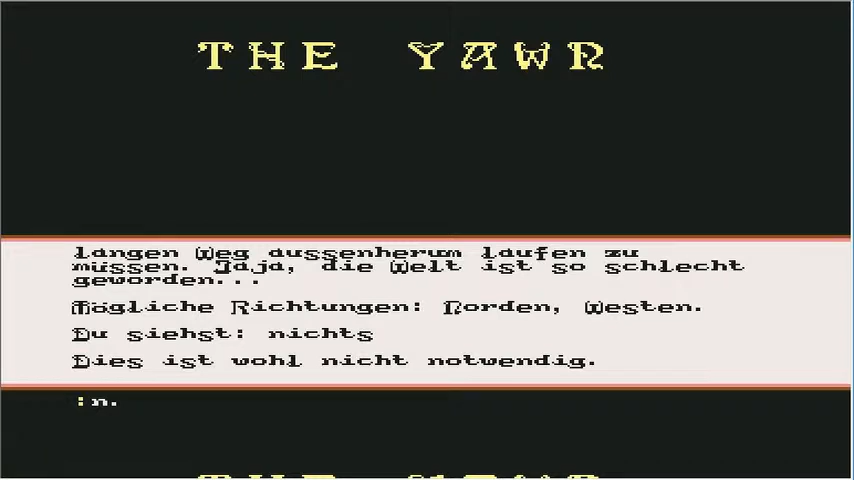 THE YAWN
langen Weg aussenherum laufen zu
müssen. Jaja, die Welt ist so schlecht
geworden...
Mögliche Richtungen: Norden, Westen.
Du siehst: nichts
Dies ist wohl nicht notwendig.
:n.